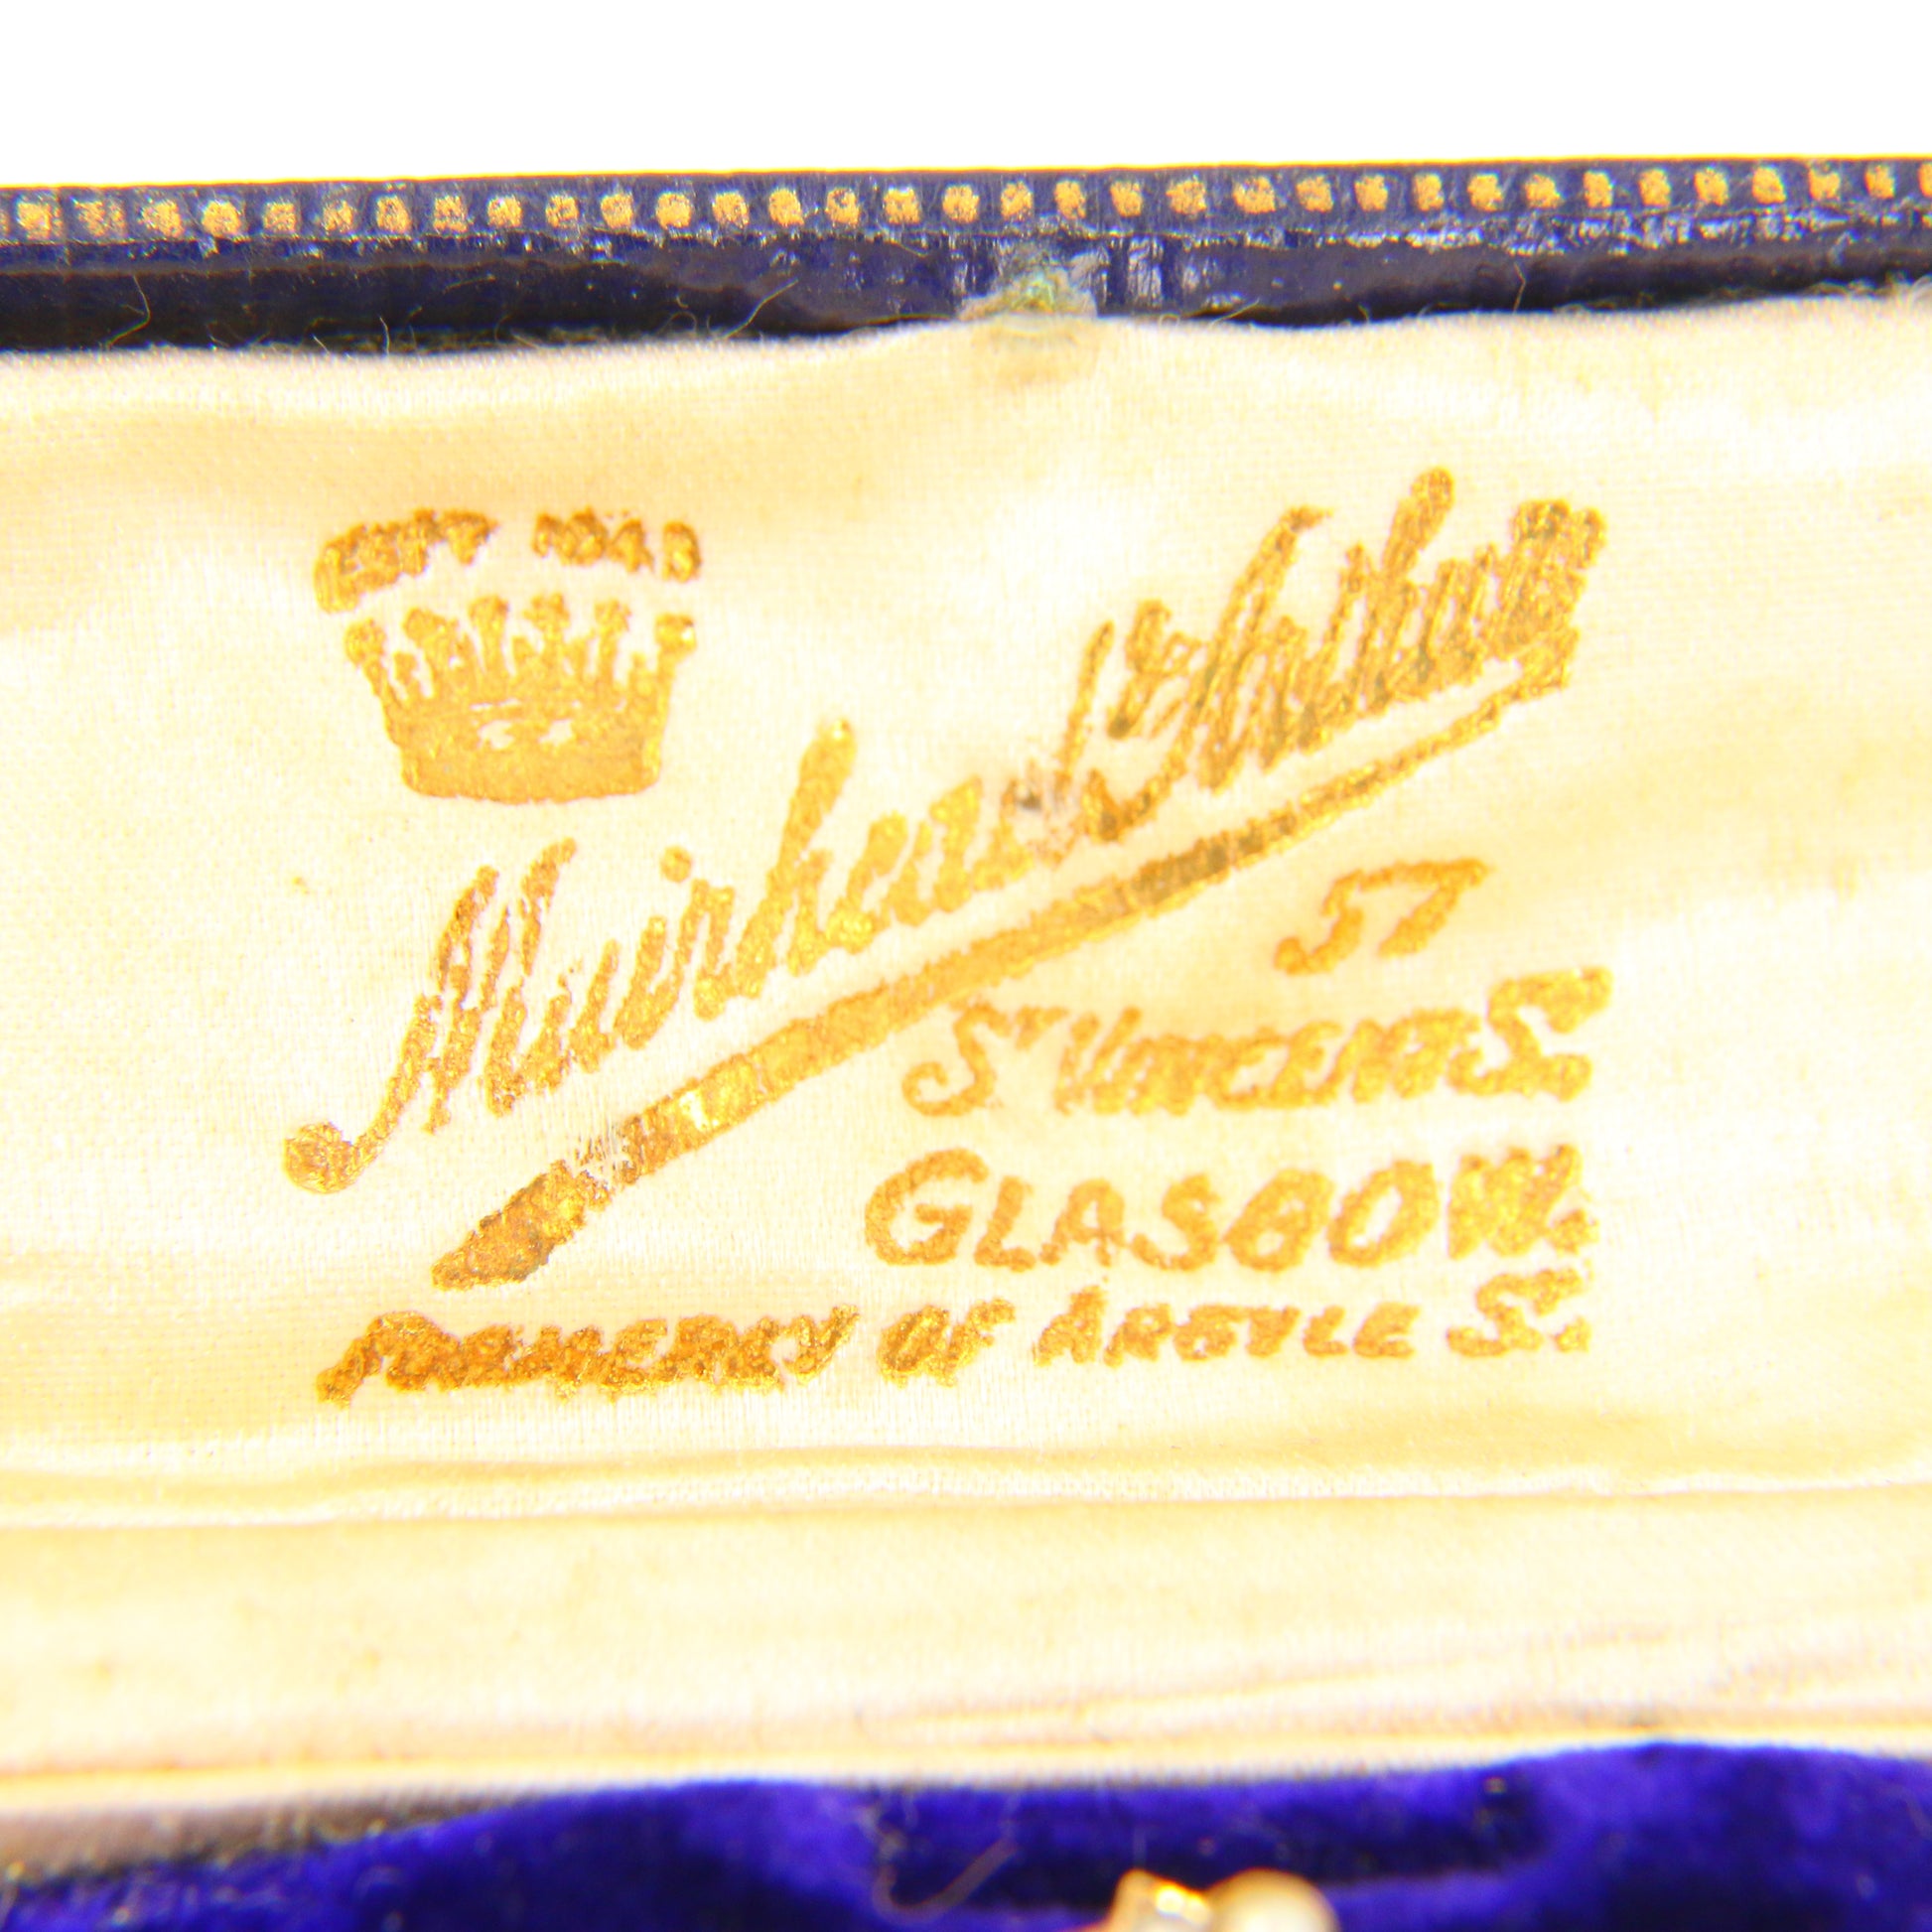 ESTD 1843
Muirhead & Arthur
57
ST VINCENT ST
GLASGOW.
FORMERLY OF ARGYLE ST.